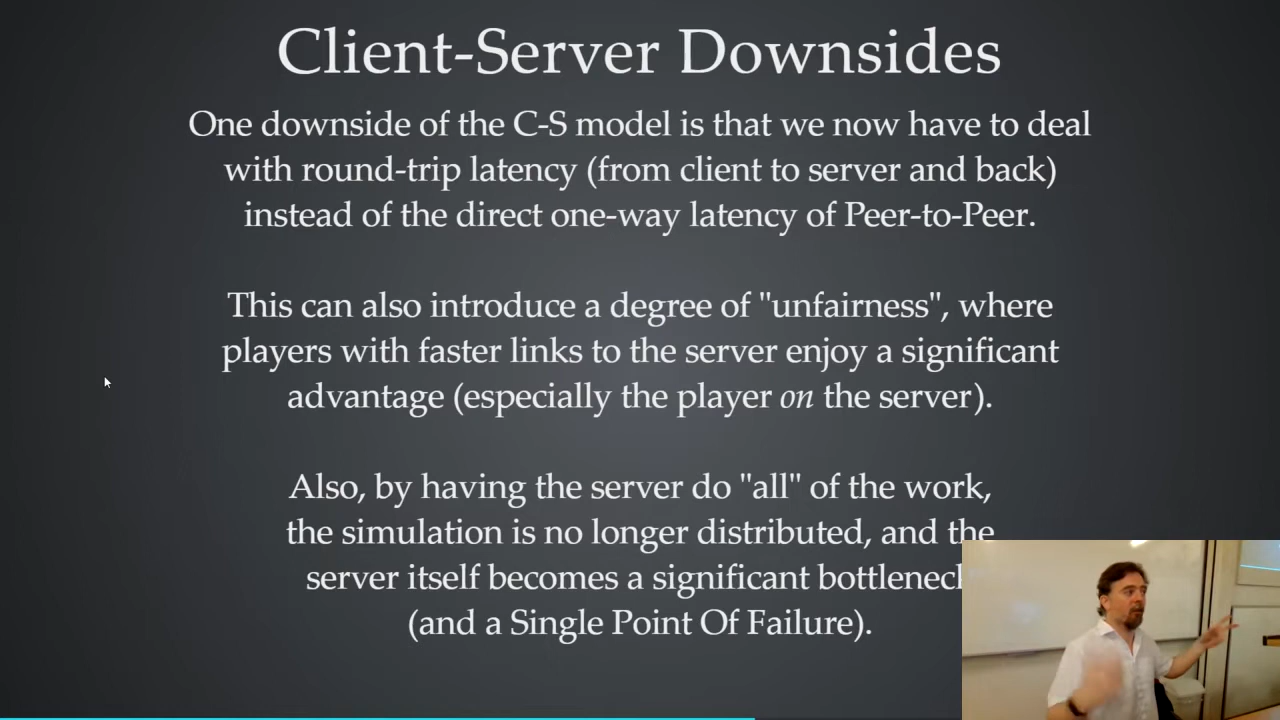 Client-Server Downsides
One downside of the C-S model is that we now have to deal
with round-trip latency (from client to server and back)
instead of the direct one-way latency of Peer-to-Peer.
This can also introduce a degree of "unfairness", where
players with faster links to the server enjoy a significant
advantage (especially the player on the server).
Also, by having the server do "all" of the work,
the simulation is no longer distributed, and the
server itself becomes a significant bottleneck
(and a Single Point Of Failure).